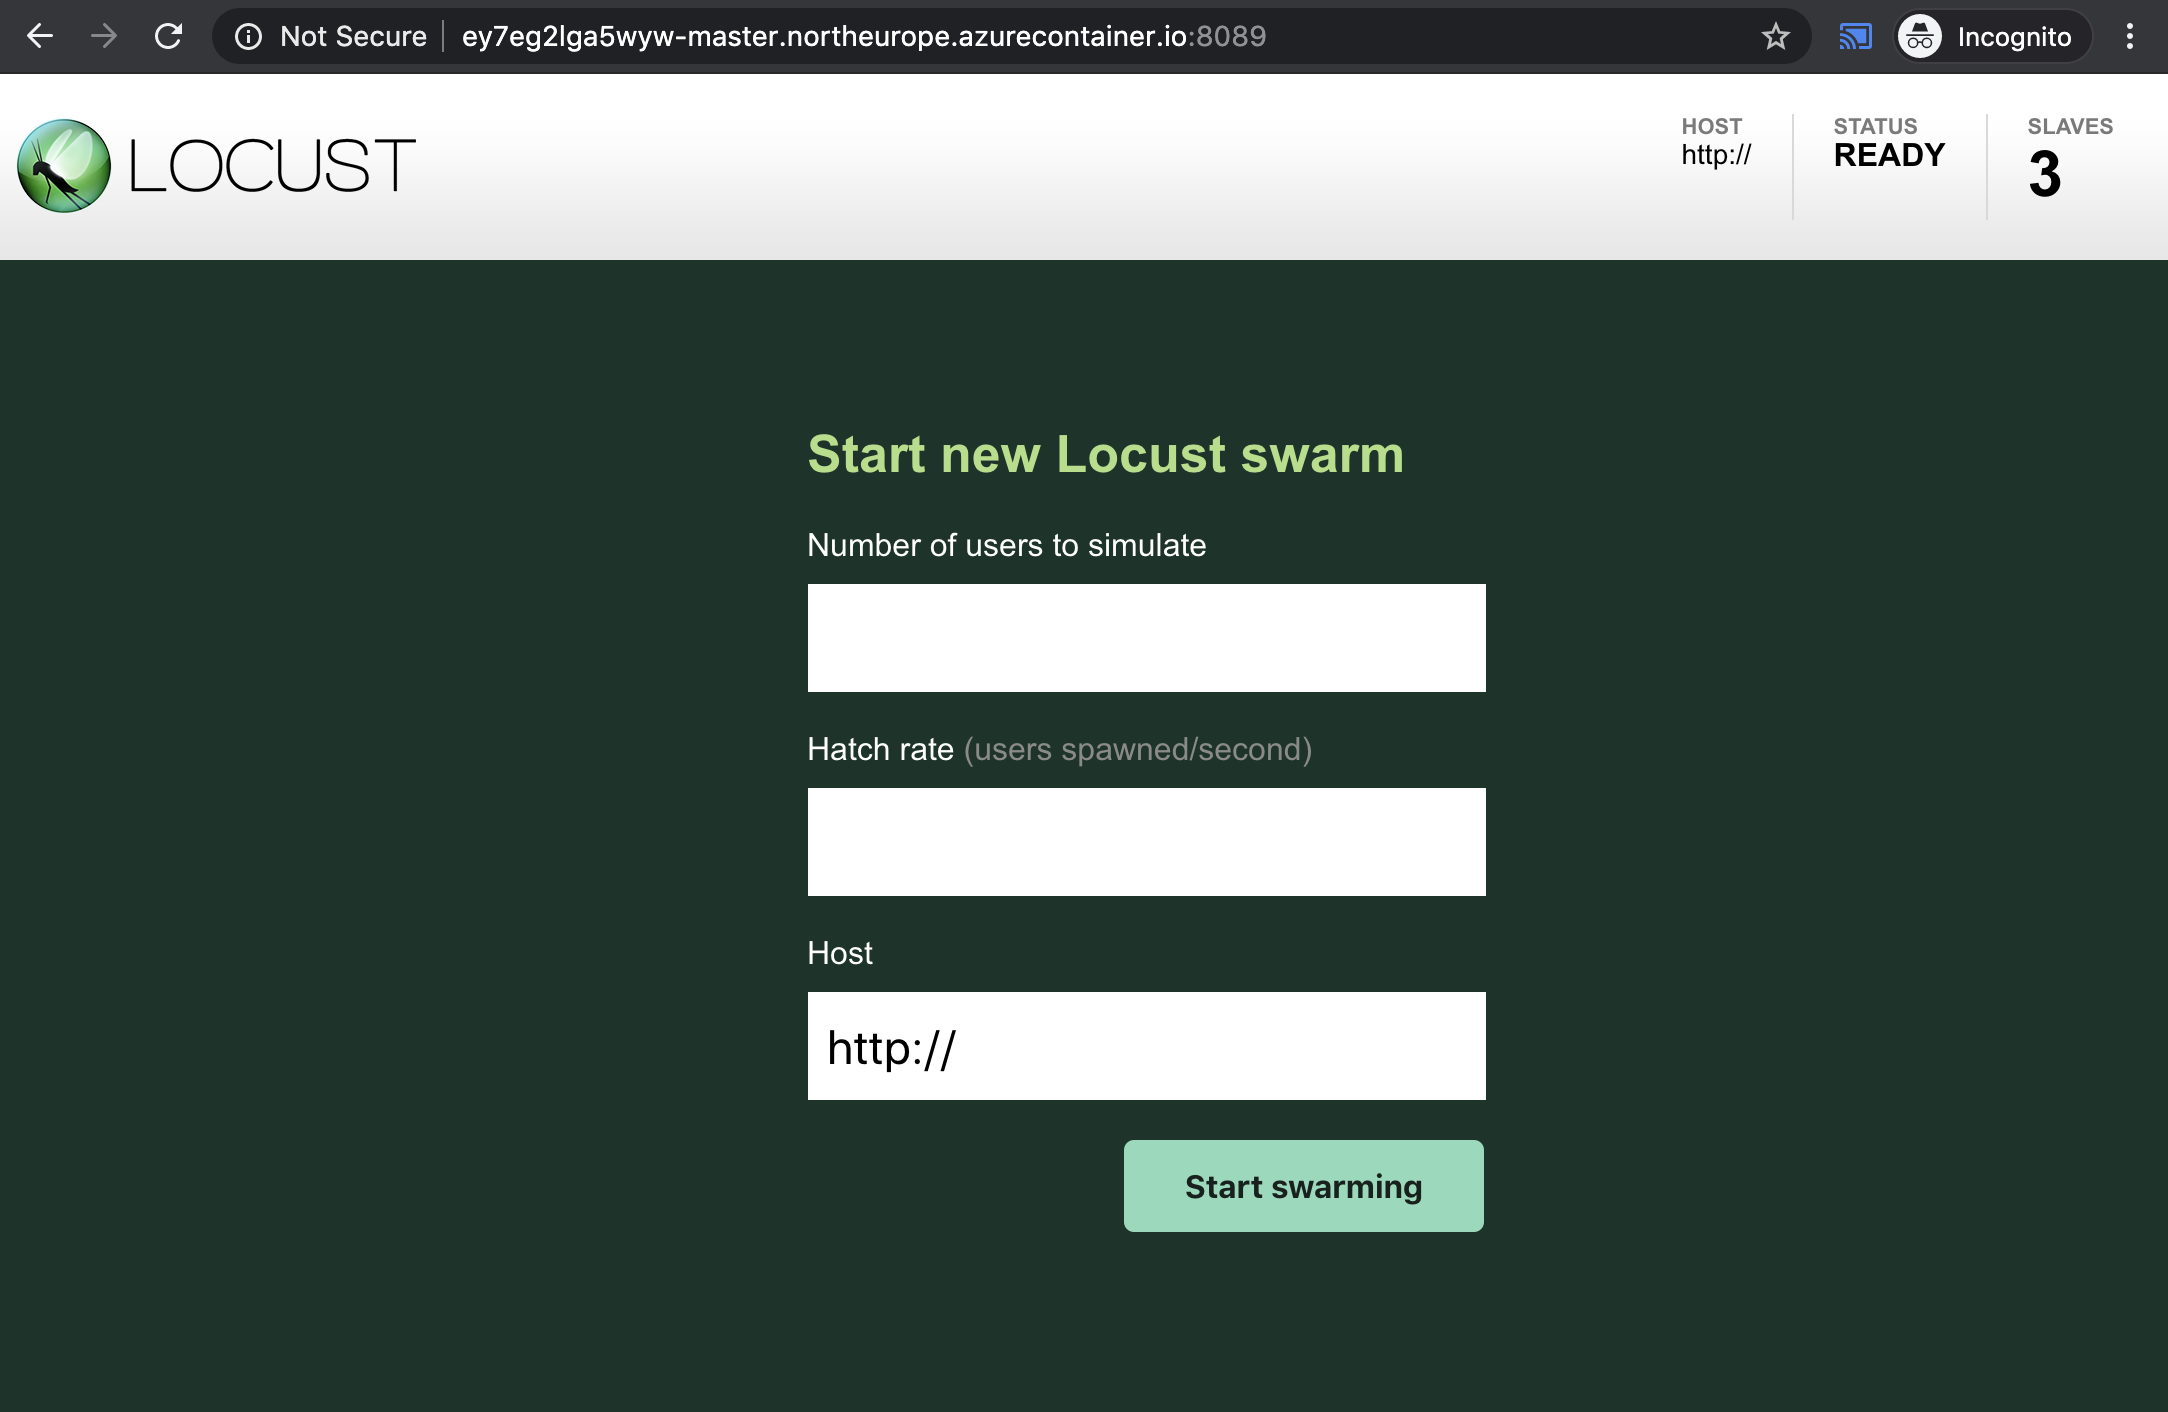 Not Secure ey7eg2lga5wyw-master.northeurope.azurecontainer.io:8089 Incognito
LOCUST
HOST
http://
STATUS
READY
SLAVES
3
Start new Locust swarm
Number of users to simulate
Hatch rate (users spawned/second)
Host
http://
Start swarming